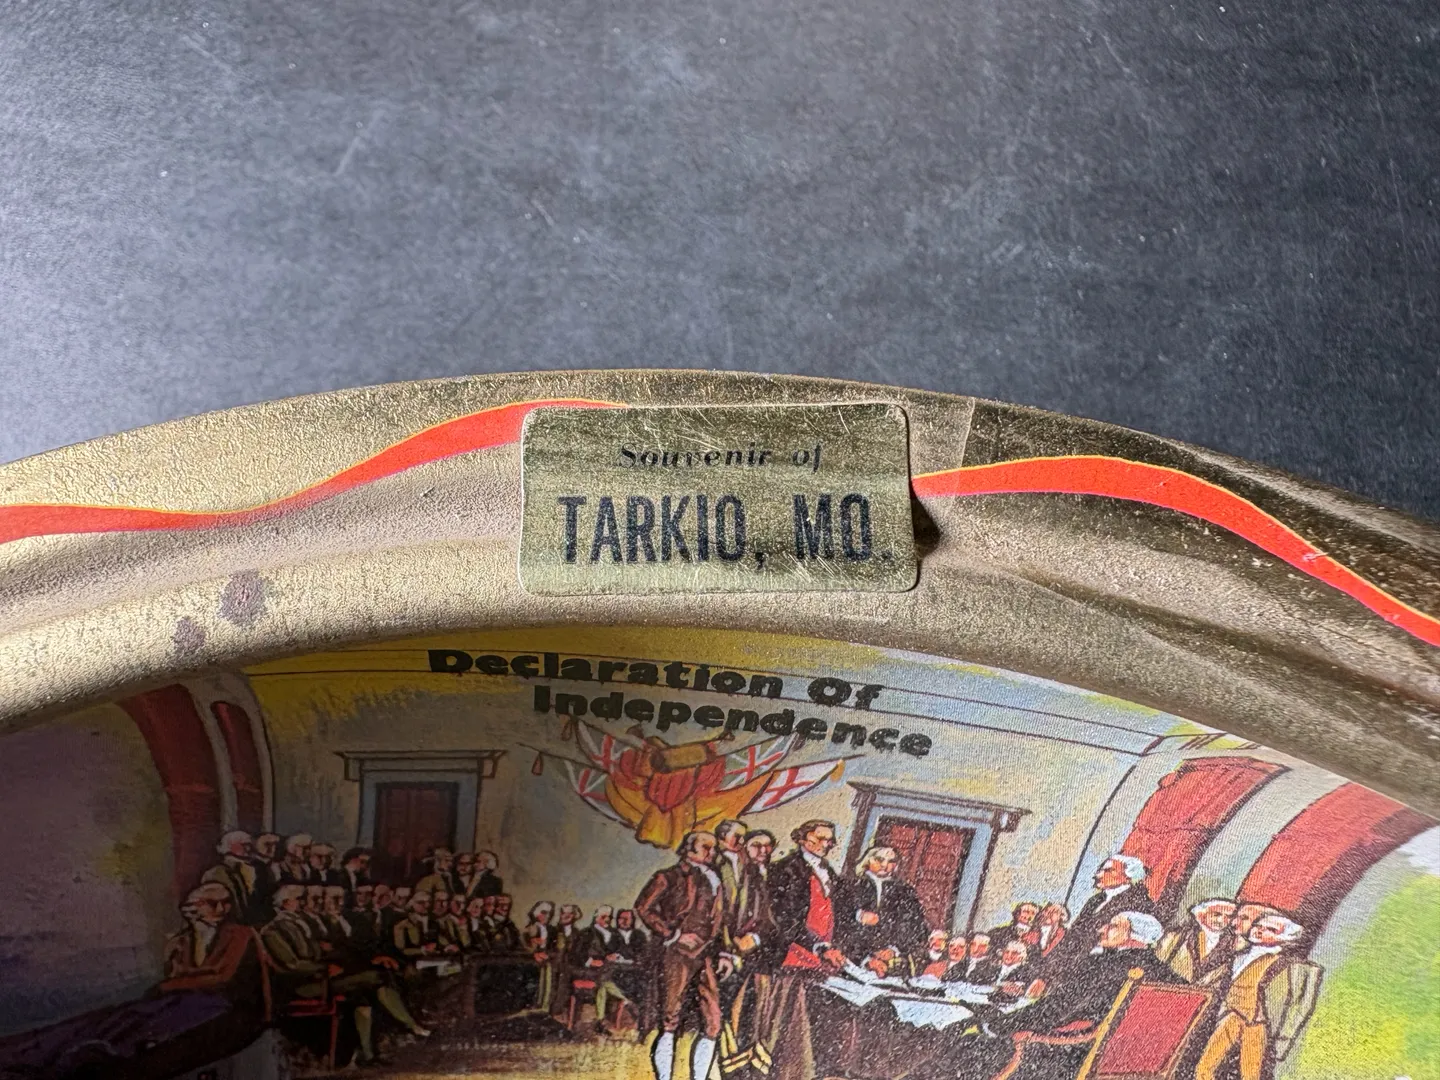 Souvenir of
TARKIO, MO.
Declaration Of
Independence